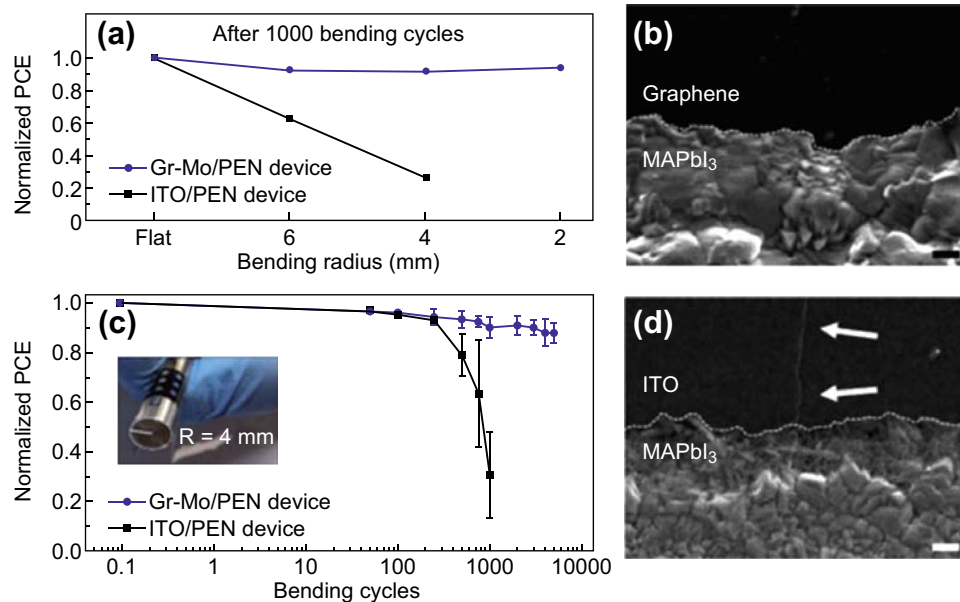 (a)
After 1000 bending cycles
Normalized PCE
1.0
0.8
0.6
0.4
0.2
0
Gr-Mo/PEN device
ITO/PEN device
Flat
6
4
2
Bending radius (mm)
(b)
Graphene
MAPbI₃
(c)
Normalized PCE
1.0
0.8
0.6
0.4
0.2
0.0
R = 4 mm
Gr-Mo/PEN device
ITO/PEN device
0.1
1
10
100
1000
10000
Bending cycles
(d)
ITO
MAPbI₃